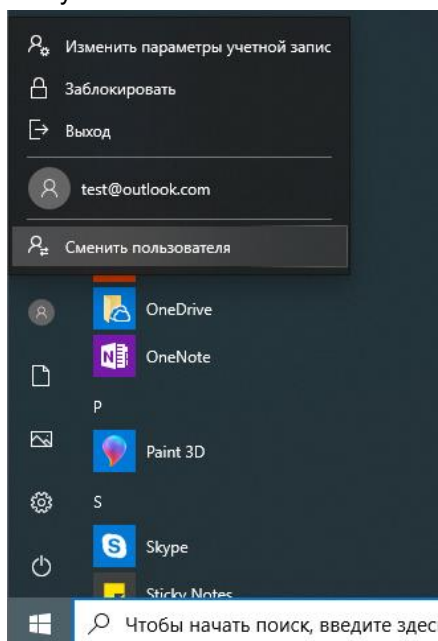 Изменить параметры учетной запис
Заблокировать
Выход
test@outlook.com
Сменить пользователя
OneDrive
OneNote
P
Paint 3D
S
Skype
Sticky Notes
Чтобы начать поиск, введите здес